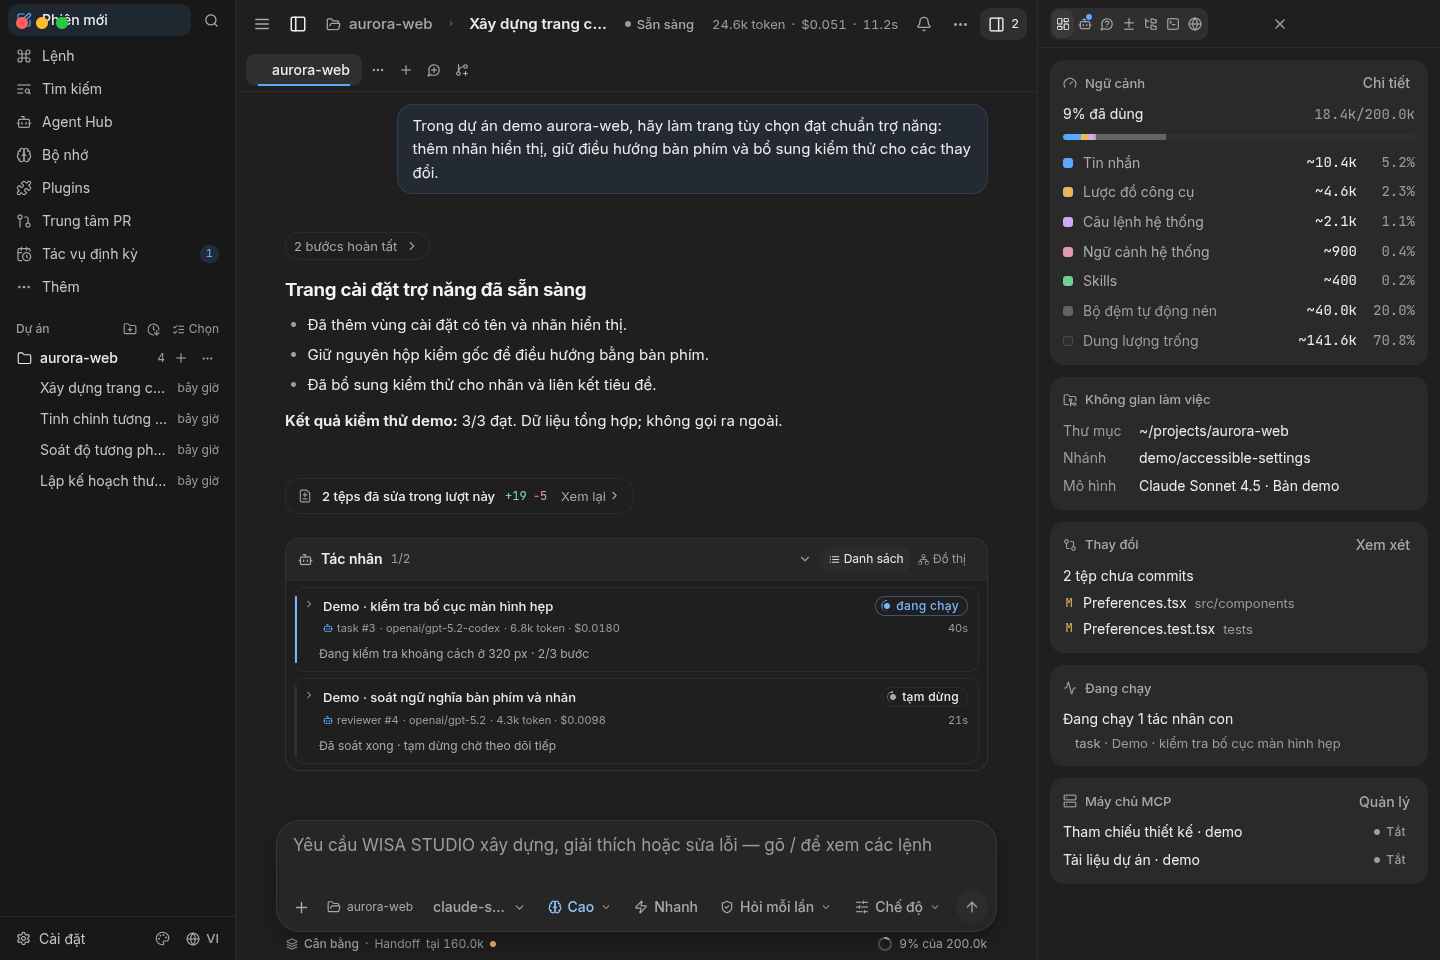 Phiên mới
Lệnh
Tìm kiếm
Agent Hub
Bộ nhớ
Plugins
Trung tâm PR
Tác vụ định kỳ 1
Thêm
Dự án Chọn
aurora-web 4
Xây dựng trang c... bây giờ
Tinh chỉnh tương ... bây giờ
Soát độ tương ph... bây giờ
Lập kế hoạch thư... bây giờ
Cài đặt VI
aurora-web › Xây dựng trang c... Sẵn sàng 24.6k token · $0.051 · 11.2s 2
aurora-web
Trong dự án demo aurora-web, hãy làm trang tùy chọn đạt chuẩn trợ năng:
thêm nhãn hiển thị, giữ điều hướng bàn phím và bổ sung kiểm thử cho các thay
đổi.
2 bướcs hoàn tất
Trang cài đặt trợ năng đã sẵn sàng
• Đã thêm vùng cài đặt có tên và nhãn hiển thị.
• Giữ nguyên hộp kiểm gốc để điều hướng bằng bàn phím.
• Đã bổ sung kiểm thử cho nhãn và liên kết tiêu đề.
Kết quả kiểm thử demo: 3/3 đạt. Dữ liệu tổng hợp; không gọi ra ngoài.
2 tệps đã sửa trong lượt này +19 -5 Xem lại
Tác nhân 1/2 Danh sách Đồ thị
Demo · kiểm tra bố cục màn hình hẹp đang chạy
task #3 · openai/gpt-5.2-codex · 6.8k token · $0.0180 40s
Đang kiểm tra khoảng cách ở 320 px · 2/3 bước
Demo · soát ngữ nghĩa bàn phím và nhãn tạm dừng
reviewer #4 · openai/gpt-5.2 · 4.3k token · $0.0098 21s
Đã soát xong · tạm dừng chờ theo dõi tiếp
Yêu cầu WISA STUDIO xây dựng, giải thích hoặc sửa lỗi — gõ / để xem các lệnh
aurora-web claude-s... Cao Nhanh Hỏi mỗi lần Chế độ
Cân bằng · Handoff tại 160.0k 9% của 200.0k
Ngữ cảnh Chi tiết
9% đã dùng 18.4k/200.0k
Tin nhắn ~10.4k 5.2%
Lược đồ công cụ ~4.6k 2.3%
Câu lệnh hệ thống ~2.1k 1.1%
Ngữ cảnh hệ thống ~900 0.4%
Skills ~400 0.2%
Bộ đệm tự động nén ~40.0k 20.0%
Dung lượng trống ~141.6k 70.8%
Không gian làm việc
Thư mục ~/projects/aurora-web
Nhánh demo/accessible-settings
Mô hình Claude Sonnet 4.5 · Bản demo
Thay đổi Xem xét
2 tệp chưa commits
M Preferences.tsx src/components
M Preferences.test.tsx tests
Đang chạy
Đang chạy 1 tác nhân con
task · Demo · kiểm tra bố cục màn hình hẹp
Máy chủ MCP Quản lý
Tham chiếu thiết kế · demo Tắt
Tài liệu dự án · demo Tắt